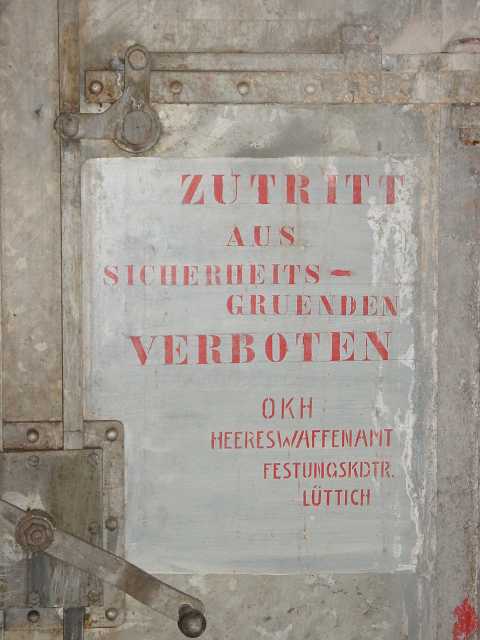 ZUTRITT
AUS
SICHERHEITS-
GRUENDEN
VERBOTEN
OKH
HEERESWAFFENAMT
FESTUNGSKDTR.
LÜTTICH